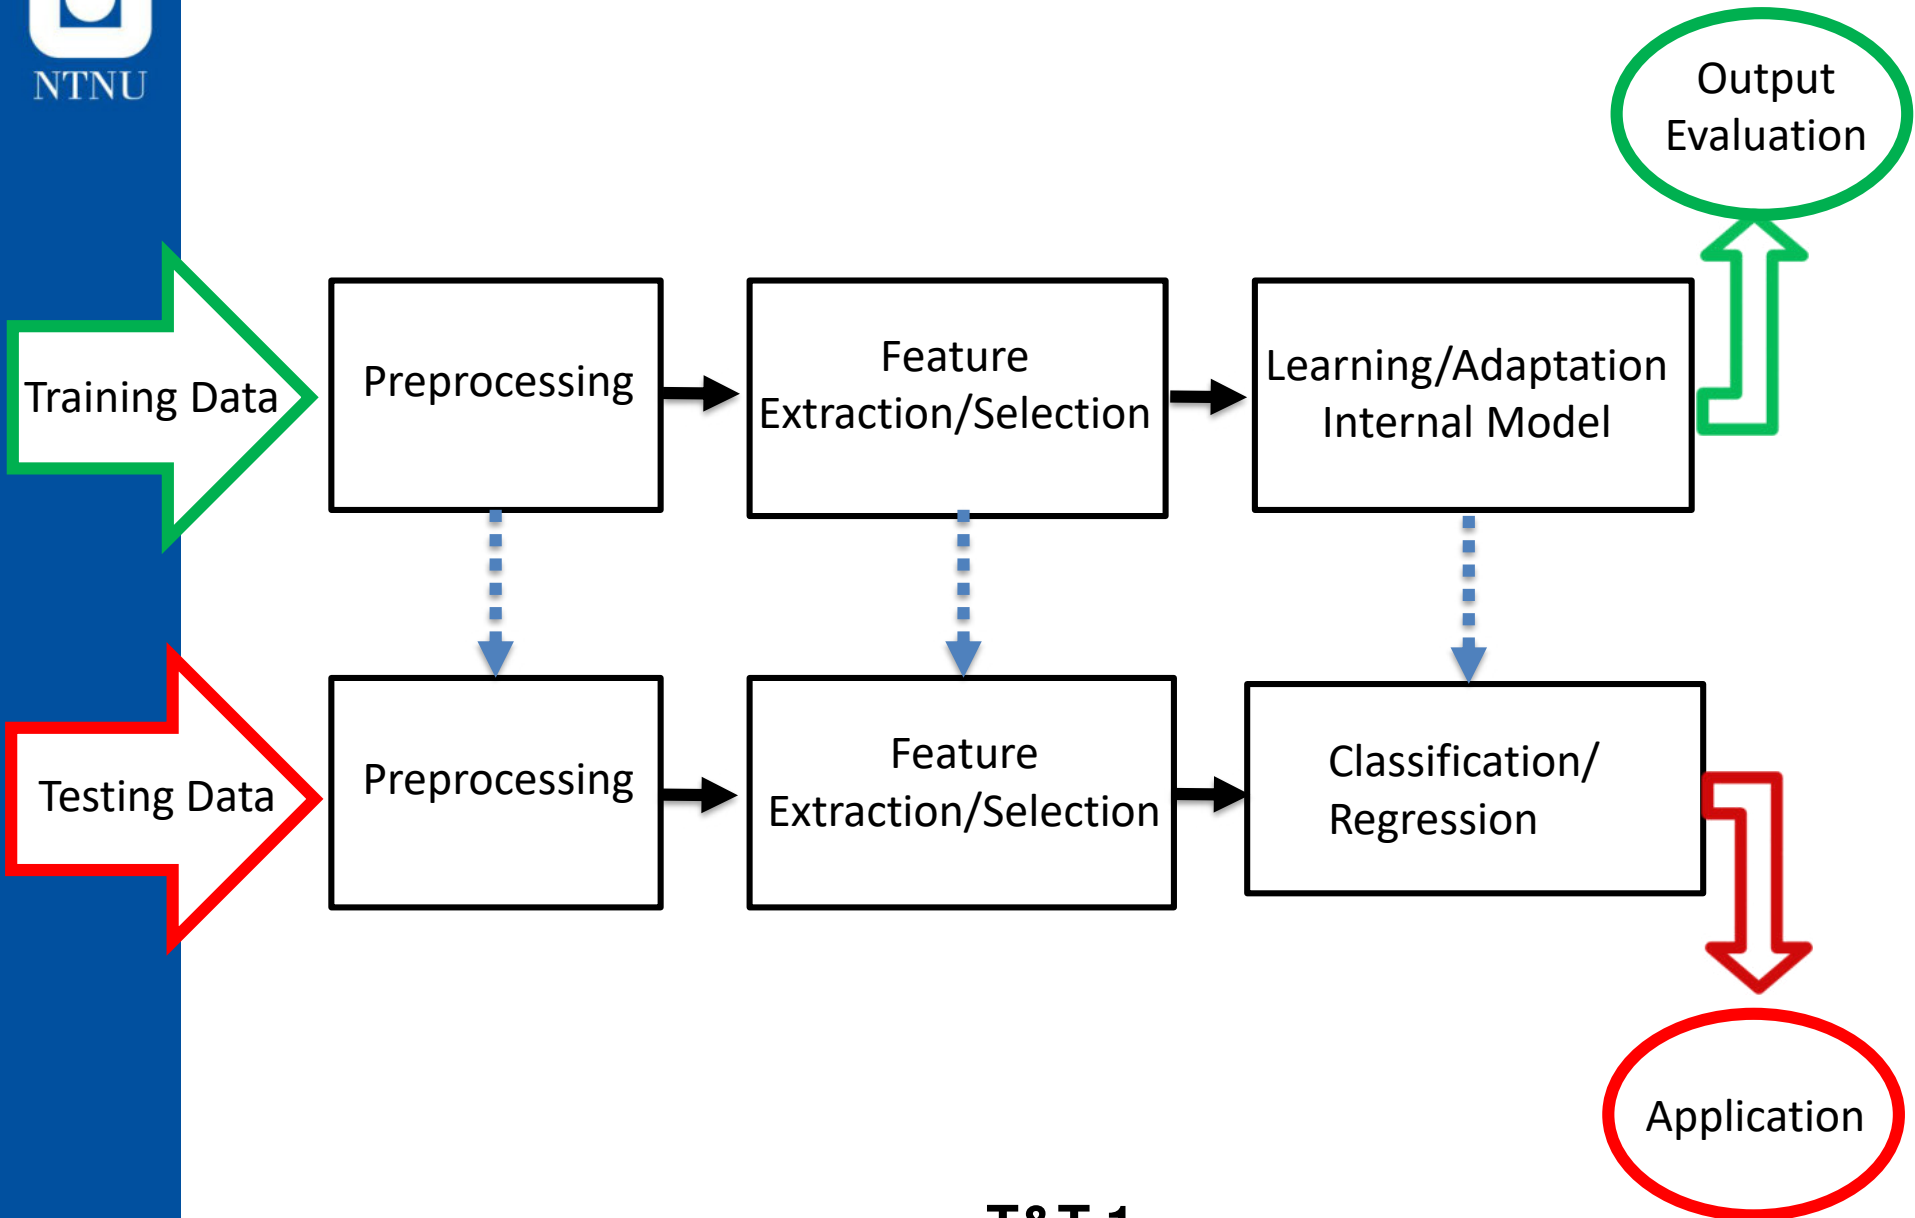 NTNU
Output
Evaluation
Training Data
Preprocessing
Feature
Extraction/Selection
Learning/Adaptation
Internal Model
Testing Data
Preprocessing
Feature
Extraction/Selection
Classification/
Regression
Application
T&T 1